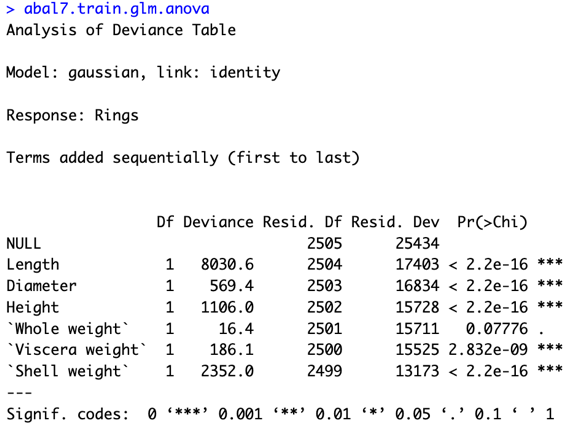 > abal7.train.glm.anova
Analysis of Deviance Table

Model: gaussian, link: identity

Response: Rings

Terms added sequentially (first to last)


                 Df Deviance Resid. Df Resid. Dev  Pr(>Chi)
NULL                              2505      25434
Length            1   8030.6      2504      17403 < 2.2e-16 ***
Diameter          1    569.4      2503      16834 < 2.2e-16 ***
Height            1   1106.0      2502      15728 < 2.2e-16 ***
`Whole weight`    1     16.4      2501      15711   0.07776 .
`Viscera weight`  1    186.1      2500      15525 2.832e-09 ***
`Shell weight`    1   2352.0      2499      13173 < 2.2e-16 ***
---
Signif. codes:  0 ‘***’ 0.001 ‘**’ 0.01 ‘*’ 0.05 ‘.’ 0.1 ‘ ’ 1